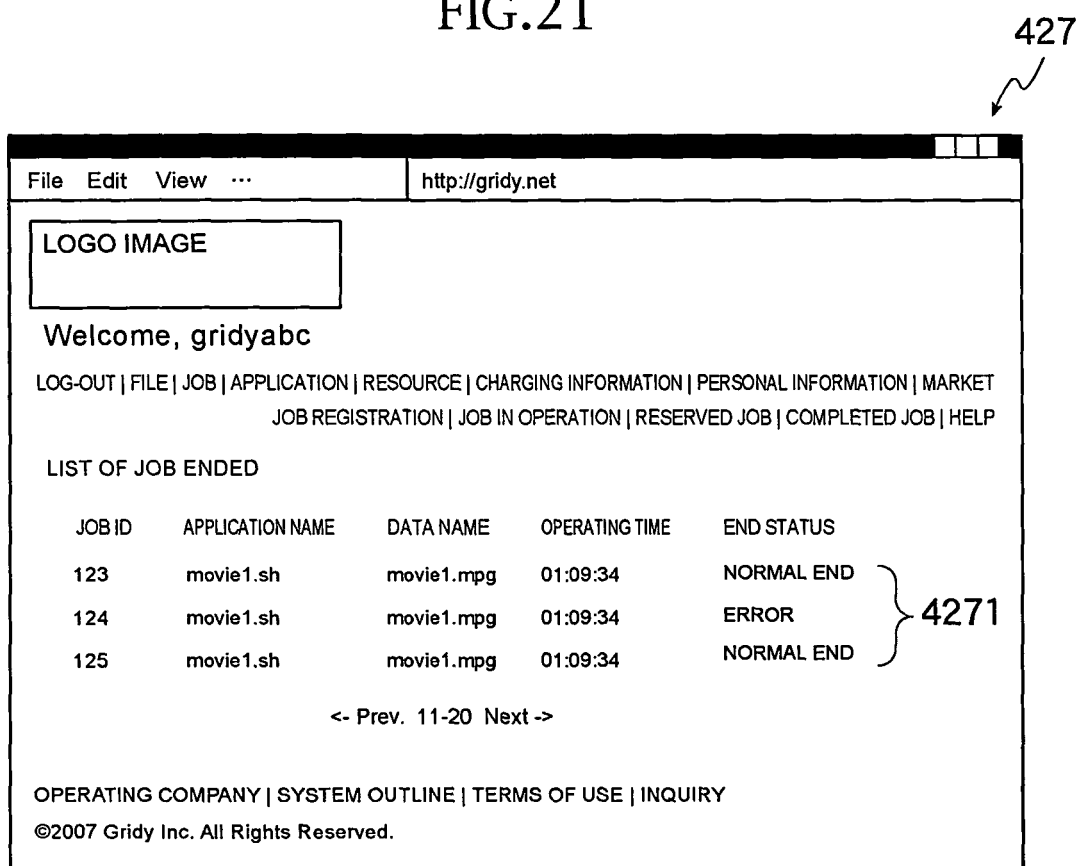 FIG.21
427
File Edit View ... http://gridy.net
LOGO IMAGE
Welcome, gridyabc
LOG-OUT | FILE | JOB | APPLICATION | RESOURCE | CHARGING INFORMATION | PERSONAL INFORMATION | MARKET
JOB REGISTRATION | JOB IN OPERATION | RESERVED JOB | COMPLETED JOB | HELP
LIST OF JOB ENDED
JOB ID APPLICATION NAME DATA NAME OPERATING TIME END STATUS
123 movie1.sh movie1.mpg 01:09:34 NORMAL END
124 movie1.sh movie1.mpg 01:09:34 ERROR 4271
125 movie1.sh movie1.mpg 01:09:34 NORMAL END
<- Prev. 11-20 Next ->
OPERATING COMPANY | SYSTEM OUTLINE | TERMS OF USE | INQUIRY
©2007 Gridy Inc. All Rights Reserved.